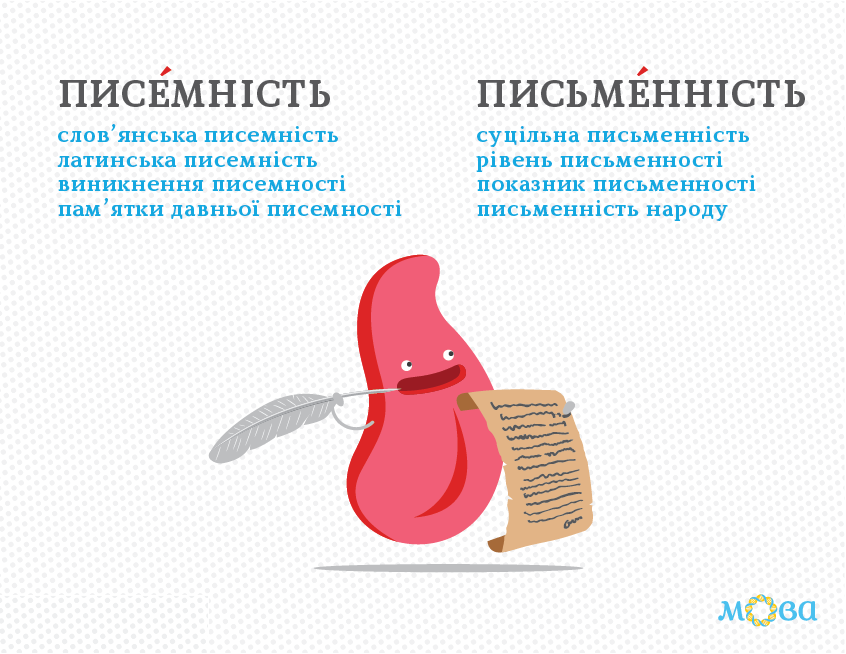 ПИСЕ́МНІСТЬ
слов’янська писемність
латинська писемність
виникнення писемності
пам’ятки давньої писемності
ПИСЬМЕ́ННІСТЬ
суцільна письменність
рівень письменності
показник письменності
письменність народу
мова